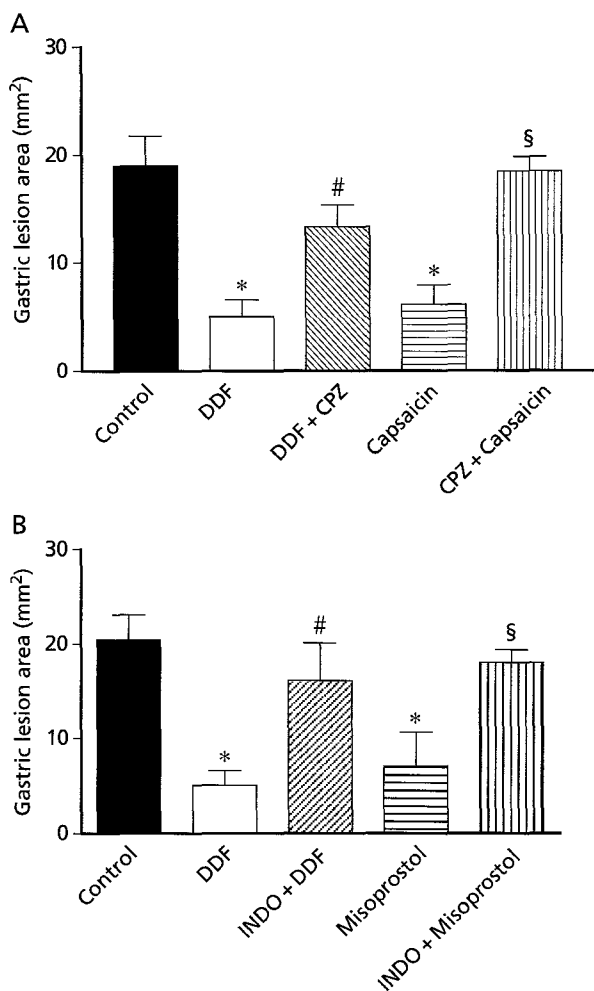 A
Gastric lesion area (mm²)
30
20
10
0
*
#
*
§
Control
DDF
DDF + CPZ
Capsaicin
CPZ + Capsaicin
B
Gastric lesion area (mm²)
30
20
10
0
*
#
*
§
Control
DDF
INDO + DDF
Misoprostol
INDO + Misoprostol